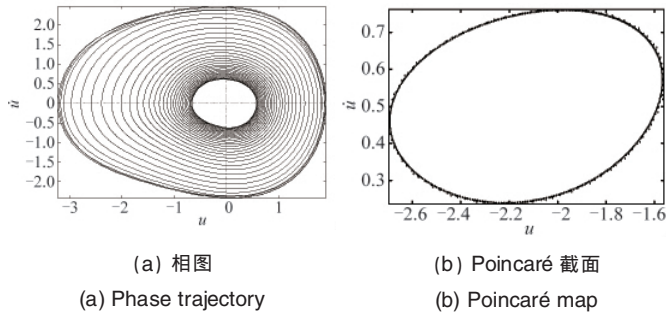 2.0
1.5
1.0
0.5
0
−0.5
−1.0
−1.5
−2.0
u̇
−3 −2 −1 0 1
u
0.7
0.6
0.5
0.4
0.3
u̇
−2.6 −2.4 −2.2 −2 −1.8 −1.6
u
(a) 相图
(b) Poincaré 截面
(a) Phase trajectory
(b) Poincaré map